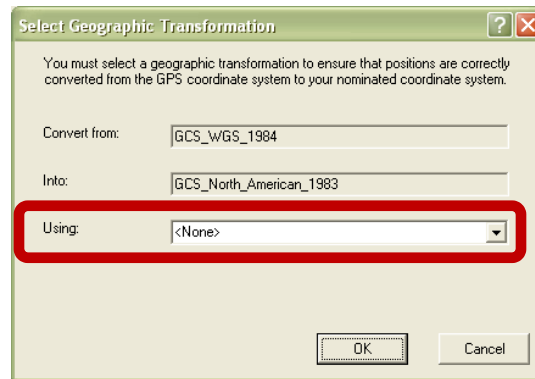 Select Geographic Transformation
You must select a geographic transformation to ensure that positions are correctly
converted from the GPS coordinate system to your nominated coordinate system.
Convert from: GCS_WGS_1984
Into: GCS_North_American_1983
Using: <None>
OK Cancel